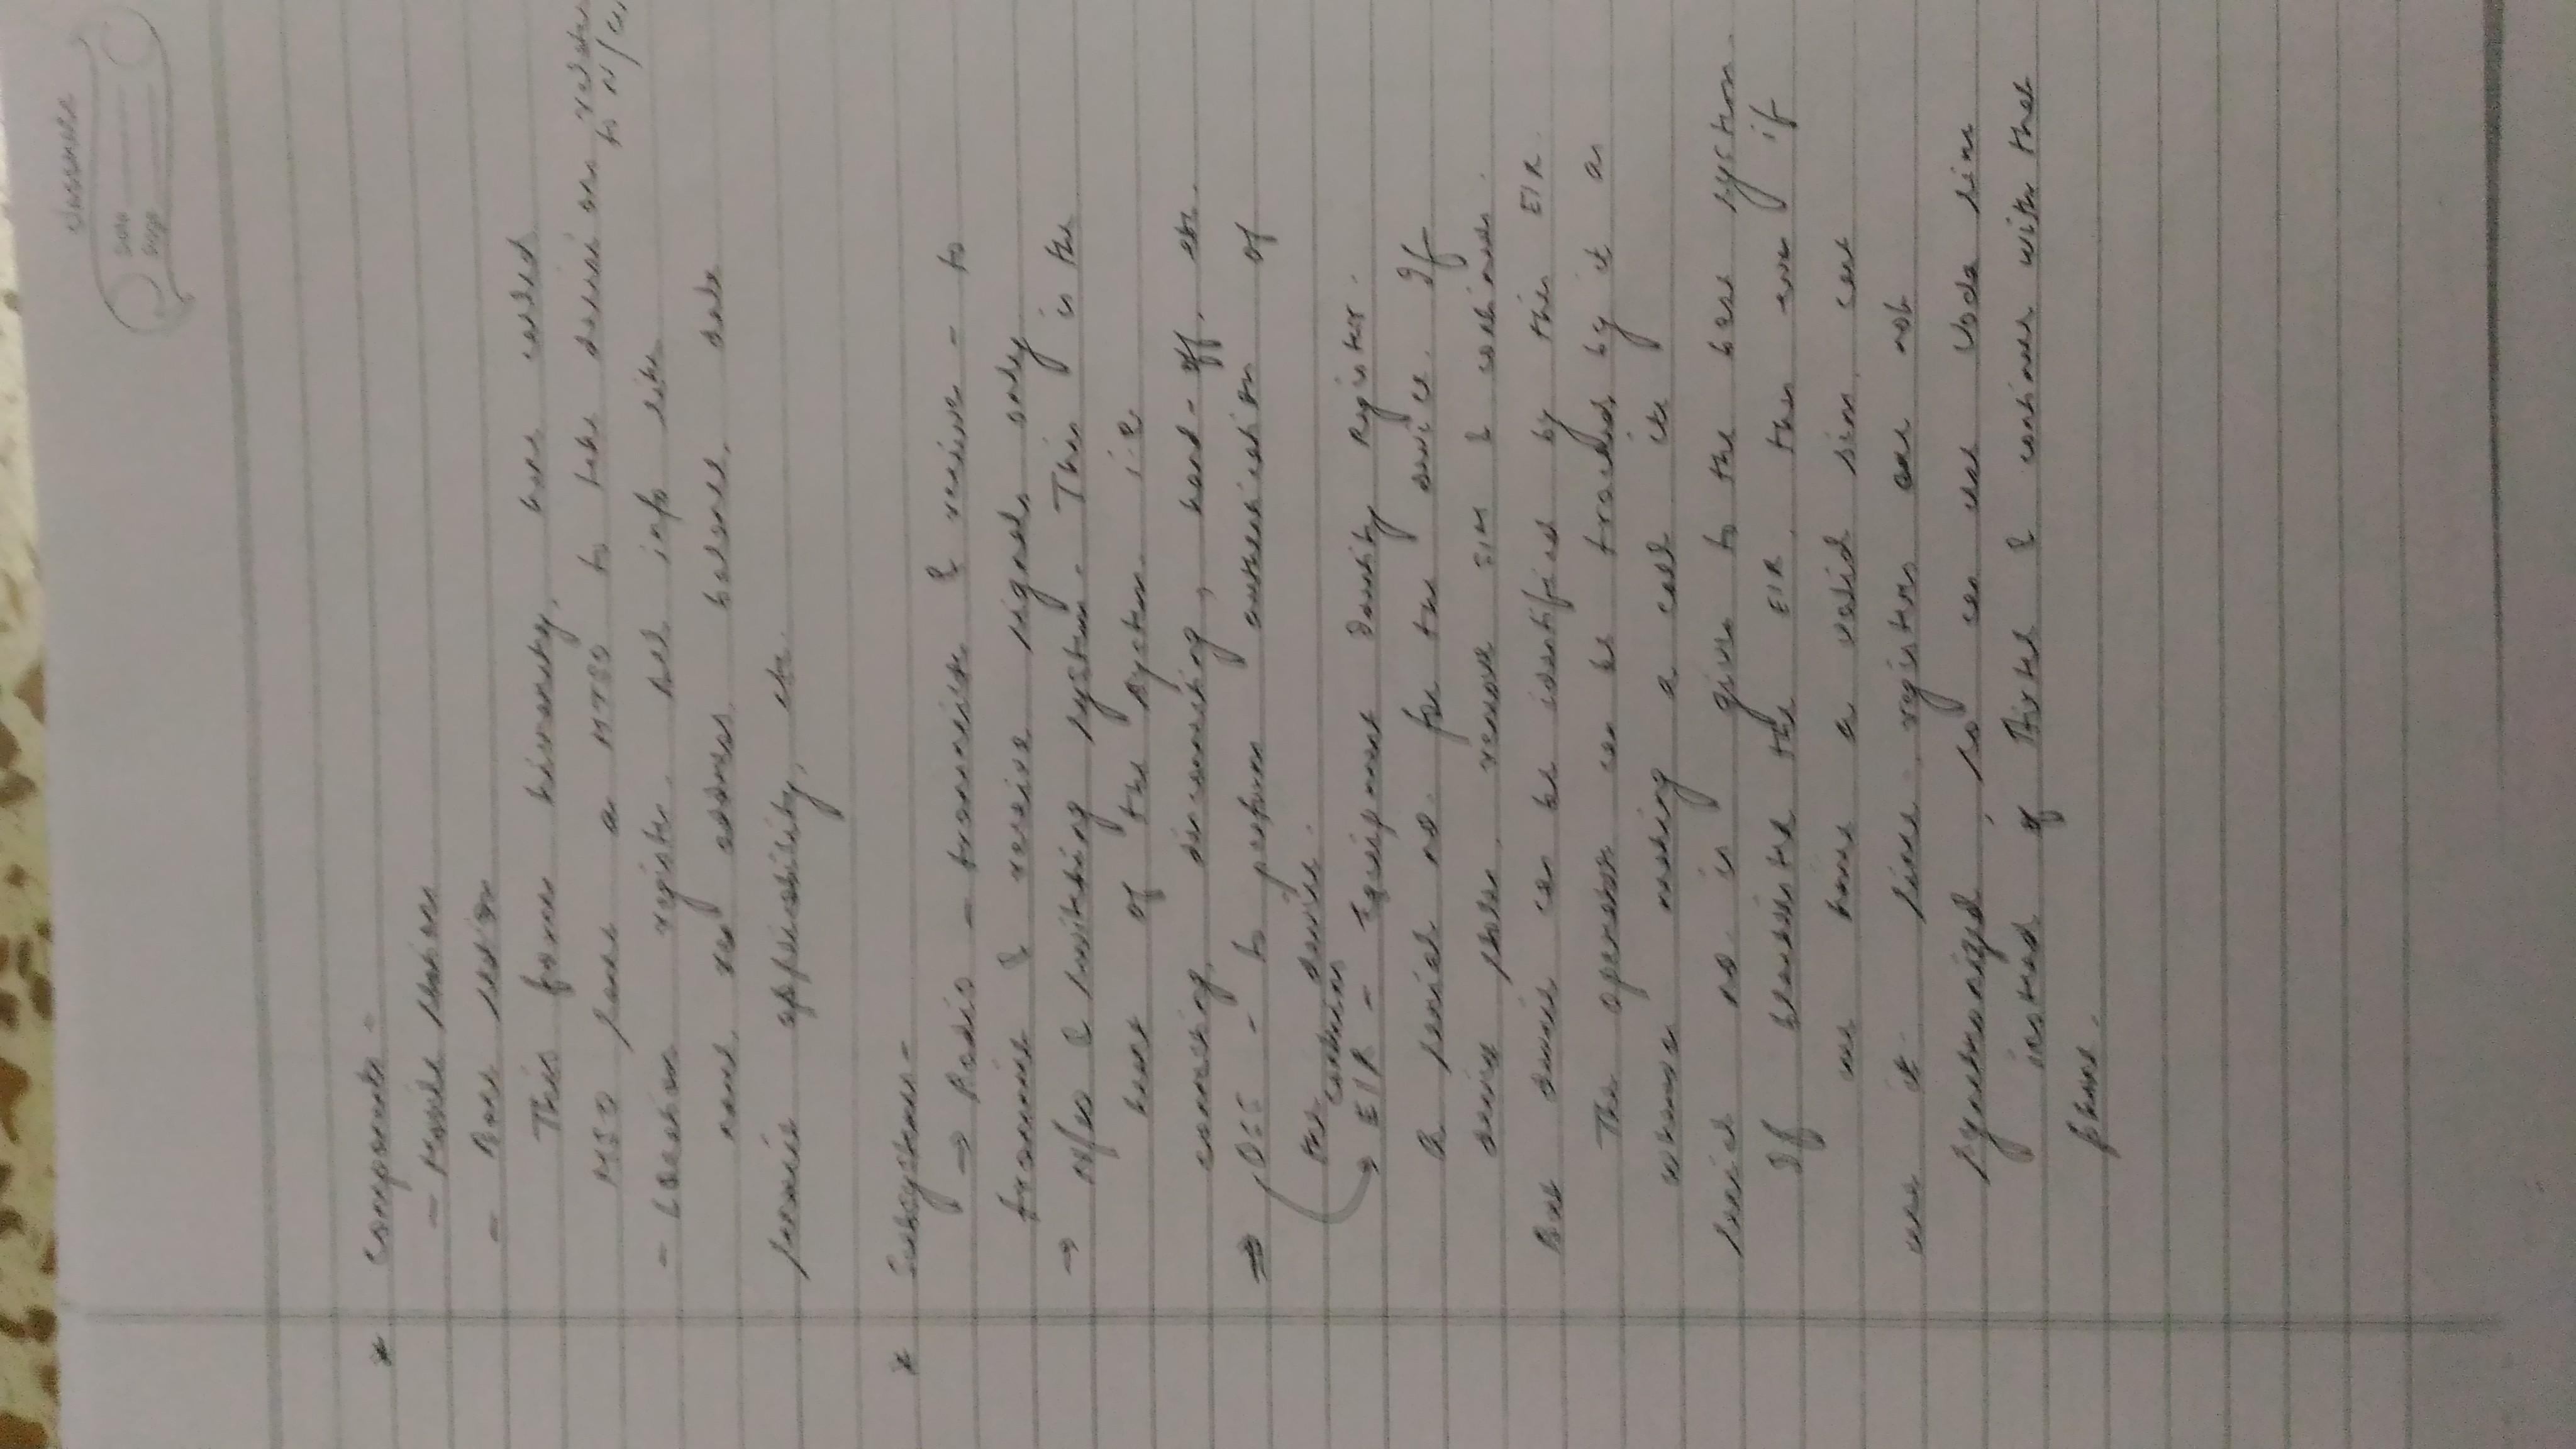 classmate
Date
Page
* Components -
- Mobile stations
- Base station
This forms hierarchy, here called
MSO same as MTSO to take decisions related
to N/w
- Location register. All info like
name, res address, balance, data
service applicability, etc.
* Subsystems -
→ Radio - transmitter & receiver - to
transmit & receive signals only
→ N/w & switching system. This is the
heart of the system i.e.
connecting, disconnecting, hand-off, etc.
⇒ OSS - to perform authentication of
the device.
contains
→ EIR - Equipment Identity Register.
A serial no. for the device. If
device stolen, remove SIM & continue.
But device can be identified by this EIR.
The operator can be tracked by it as
whenever making a call its
serial no. is given to the base system.
If blacklisted the EIR, then even if
we have a valid sim, cant
use it. Since registers are not
synchronized, so can use Voda sim
instead of Airtel & continue with that
phone.